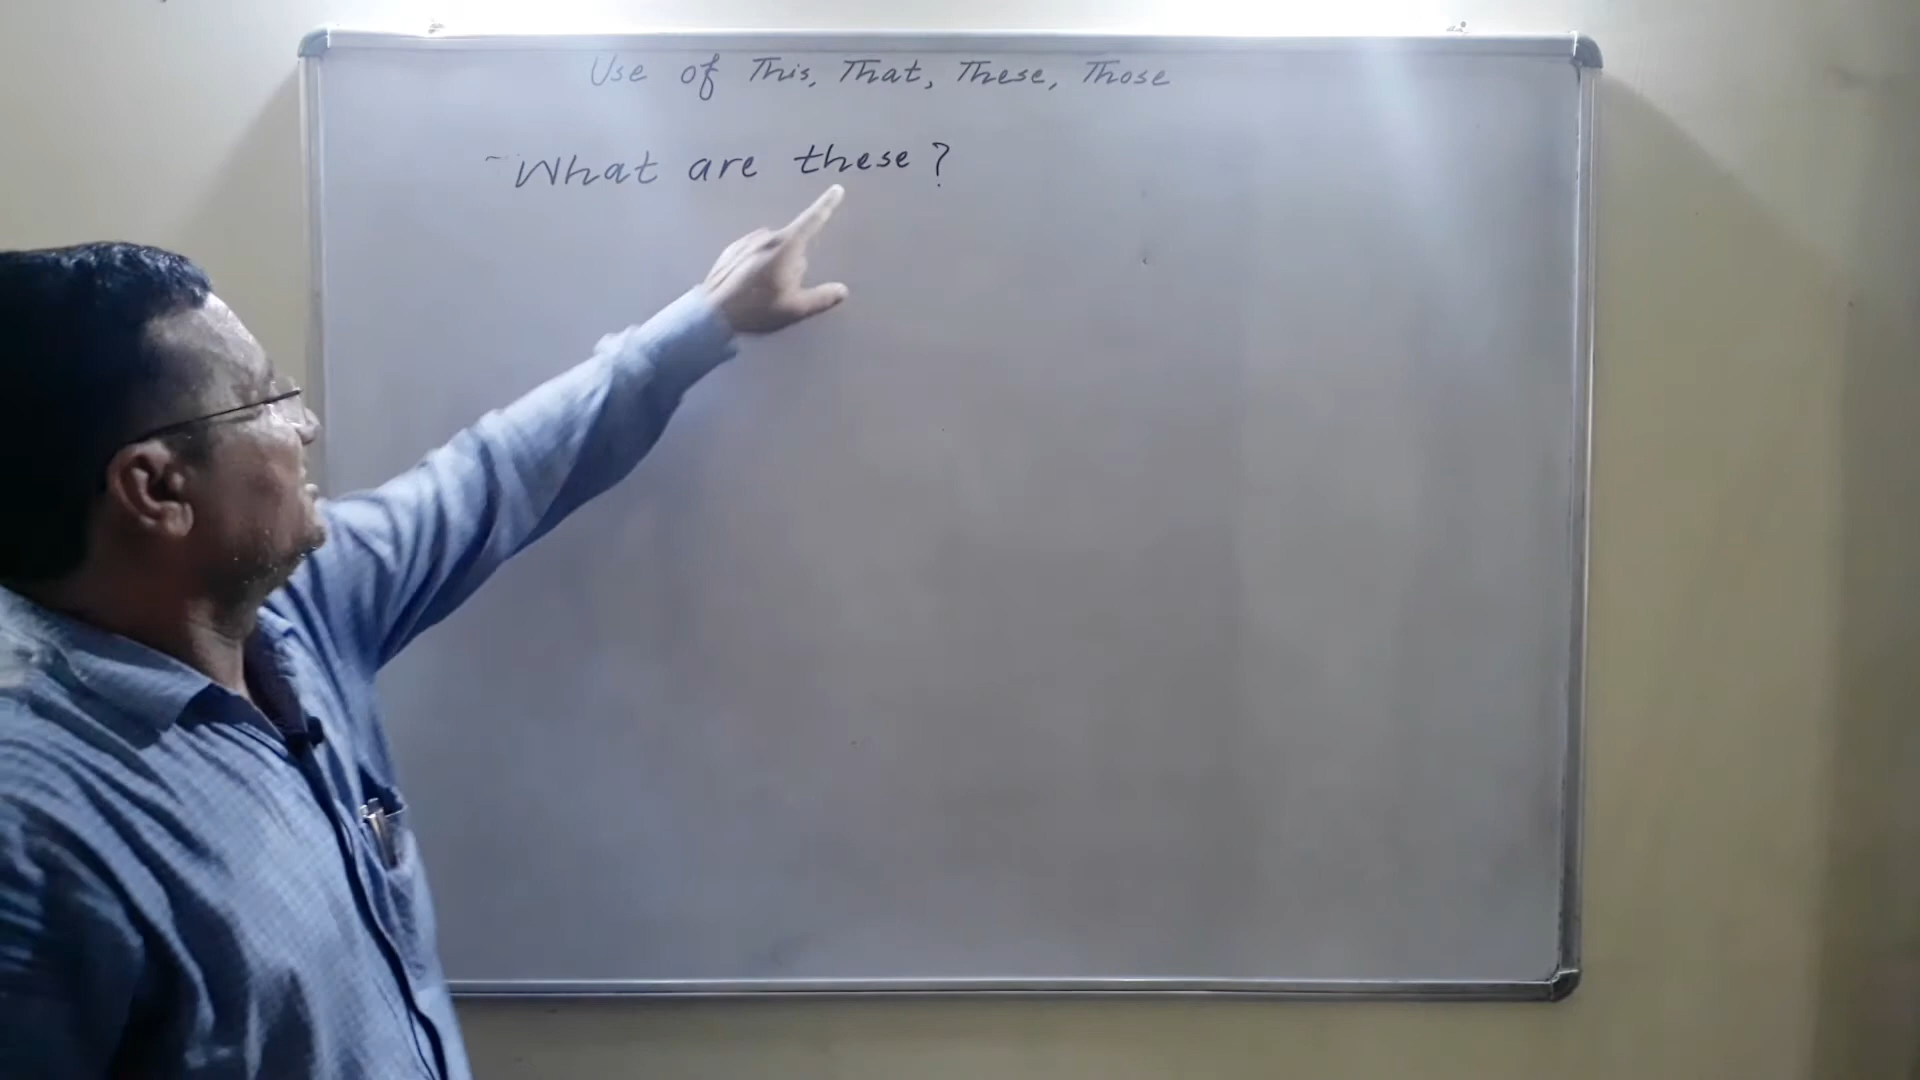 Use of This, That, These, Those
What are these?